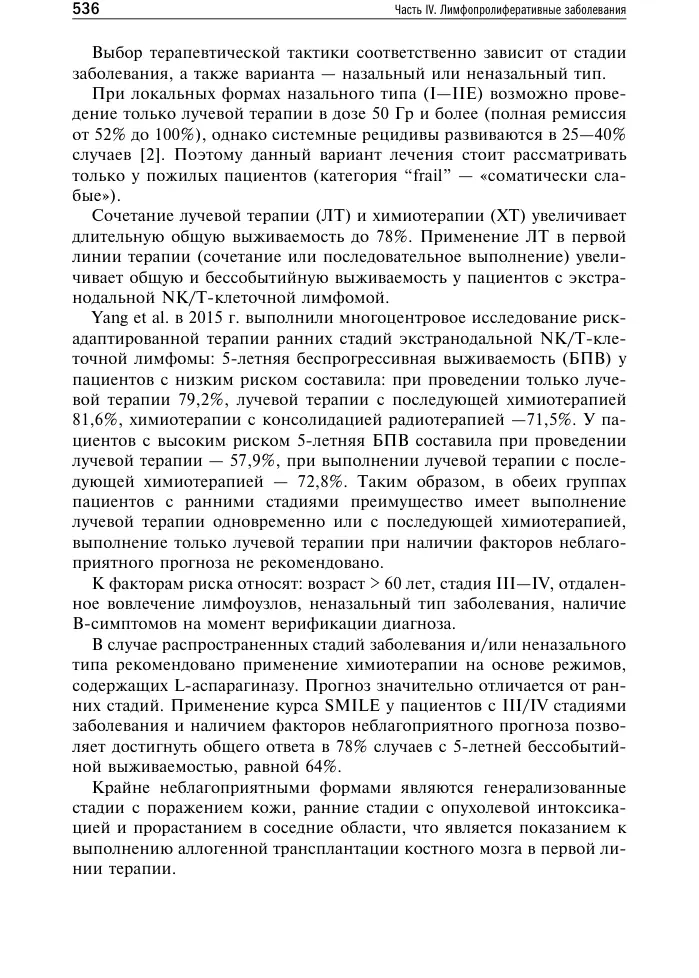 536
Часть IV. Лимфопролиферативные заболевания
Выбор терапевтической тактики соответственно зависит от стадии
заболевания, а также варианта — назальный или неназальный тип.
При локальных формах назального типа (I—IIE) возможно прове-
дение только лучевой терапии в дозе 50 Гр и более (полная ремиссия
от 52% до 100%), однако системные рецидивы развиваются в 25—40%
случаев [2]. Поэтому данный вариант лечения стоит рассматривать
только у пожилых пациентов (категория “frail” — «соматически сла-
бые»).
Сочетание лучевой терапии (ЛТ) и химиотерапии (ХТ) увеличивает
длительную общую выживаемость до 78%. Применение ЛТ в первой
линии терапии (сочетание или последовательное выполнение) увели-
чивает общую и бессобытийную выживаемость у пациентов с экстра-
нодальной NK/T-клеточной лимфомой.
Yang et al. в 2015 г. выполнили многоцентровое исследование риск-
адаптированной терапии ранних стадий экстранодальной NK/T-кле-
точной лимфомы: 5-летняя беспрогрессивная выживаемость (БПВ) у
пациентов с низким риском составила: при проведении только луче-
вой терапии 79,2%, лучевой терапии с последующей химиотерапией
81,6%, химиотерапии с консолидацией радиотерапией —71,5%. У па-
циентов с высоким риском 5-летняя БПВ составила при проведении
лучевой терапии — 57,9%, при выполнении лучевой терапии с после-
дующей химиотерапией — 72,8%. Таким образом, в обеих группах
пациентов с ранними стадиями преимущество имеет выполнение
лучевой терапии одновременно или с последующей химиотерапией,
выполнение только лучевой терапии при наличии факторов неблаго-
приятного прогноза не рекомендовано.
К факторам риска относят: возраст > 60 лет, стадия III—IV, отдален-
ное вовлечение лимфоузлов, неназальный тип заболевания, наличие
В-симптомов на момент верификации диагноза.
В случае распространенных стадий заболевания и/или неназального
типа рекомендовано применение химиотерапии на основе режимов,
содержащих L-аспарагиназу. Прогноз значительно отличается от ран-
них стадий. Применение курса SMILE у пациентов с III/IV стадиями
заболевания и наличием факторов неблагоприятного прогноза позво-
ляет достигнуть общего ответа в 78% случаев с 5-летней бессобытий-
ной выживаемостью, равной 64%.
Крайне неблагоприятными формами являются генерализованные
стадии с поражением кожи, ранние стадии с опухолевой интоксика-
цией и прорастанием в соседние области, что является показанием к
выполнению аллогенной трансплантации костного мозга в первой ли-
нии терапии.